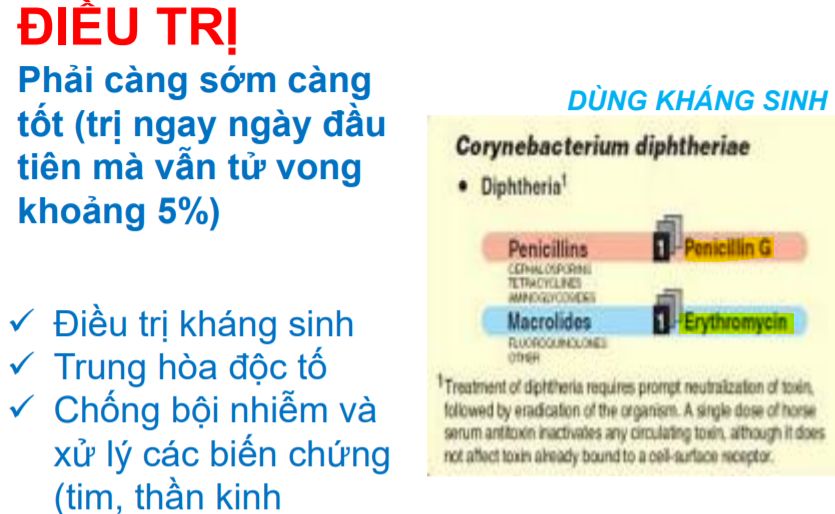 ĐIỀU TRỊ
Phải càng sớm càng
tốt (trị ngay ngày đầu
tiên mà vẫn tử vong
khoảng 5%)
✓ Điều trị kháng sinh
✓ Trung hòa độc tố
✓ Chống bội nhiễm và
xử lý các biến chứng
(tim, thần kinh
DÙNG KHÁNG SINH
Corynebacterium diphtheriae
• Diphtheria¹
Penicillins 1 Penicillin G
CEPHALOSPORINS
TETRACYCLINES
AMINOGLYCOSIDES
Macrolides 1 Erythromycin
FLUOROQUINOLONES
OTHER
¹Treatment of diphtheria requires prompt neutralization of toxin,
followed by eradication of the organism. A single dose of horse
serum antitoxin inactivates any circulating toxin, although it does
not affect toxin already bound to a cell-surface receptor.